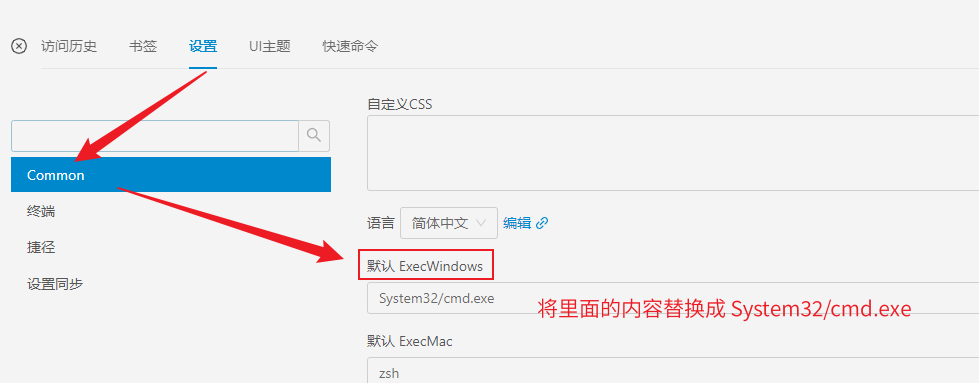 访问历史 书签 设置 UI主题 快速命令
自定义CSS
Common
终端
捷径
设置同步
语言 简体中文 编辑
默认 ExecWindows
System32/cmd.exe
将里面的内容替换成 System32/cmd.exe
默认 ExecMac
zsh